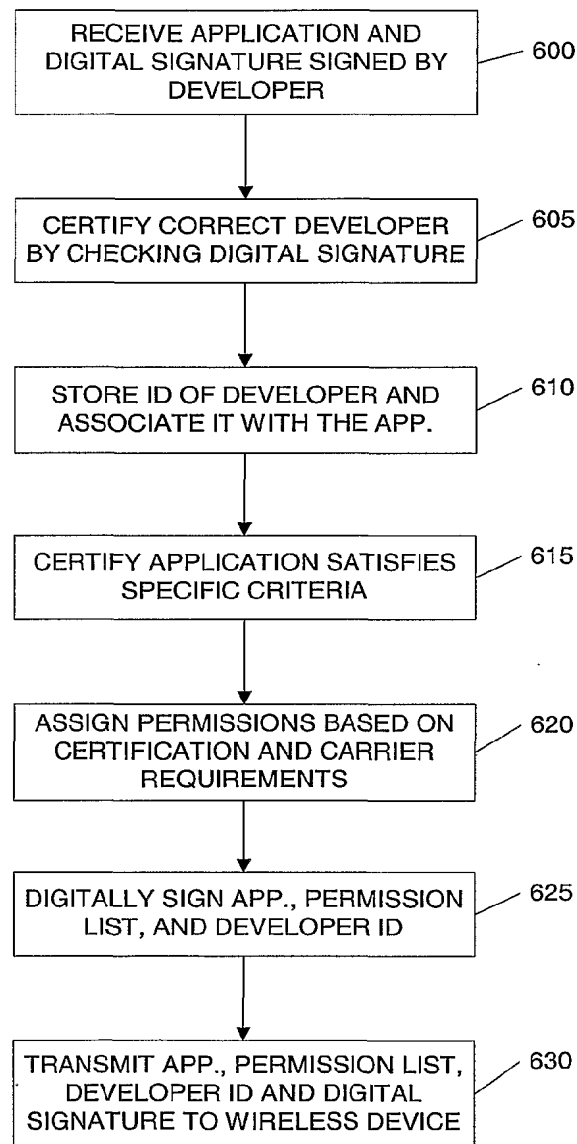 RECEIVE APPLICATION AND
DIGITAL SIGNATURE SIGNED BY
DEVELOPER
600
CERTIFY CORRECT DEVELOPER
BY CHECKING DIGITAL SIGNATURE
605
STORE ID OF DEVELOPER AND
ASSOCIATE IT WITH THE APP.
610
CERTIFY APPLICATION SATISFIES
SPECIFIC CRITERIA
615
ASSIGN PERMISSIONS BASED ON
CERTIFICATION AND CARRIER
REQUIREMENTS
620
DIGITALLY SIGN APP., PERMISSION
LIST, AND DEVELOPER ID
625
TRANSMIT APP., PERMISSION LIST,
DEVELOPER ID AND DIGITAL
SIGNATURE TO WIRELESS DEVICE
630